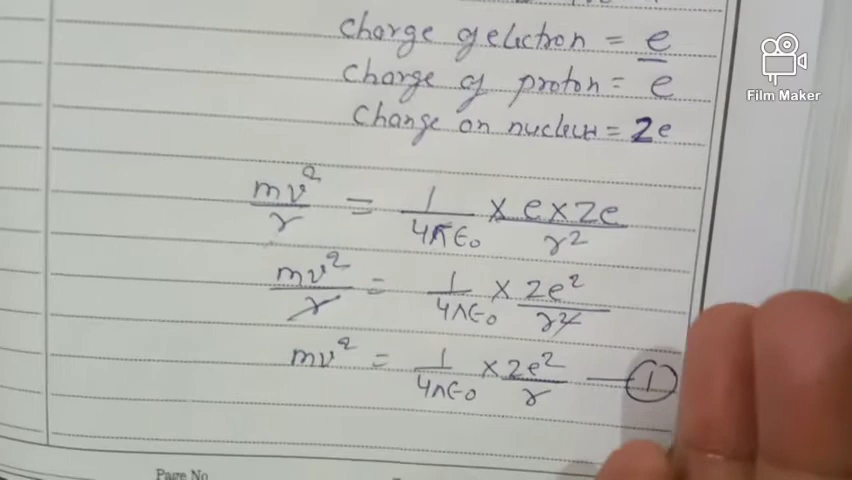 charge of electron = e
Film Maker
charge of proton = e
Charge on nucleus = Ze
mv²/r = 1/4πε₀ × e×Ze/r²
mv²/r = 1/4πε₀ × Ze²/r²
mv² = 1/4πε₀ × Ze²/r — ①
Page No